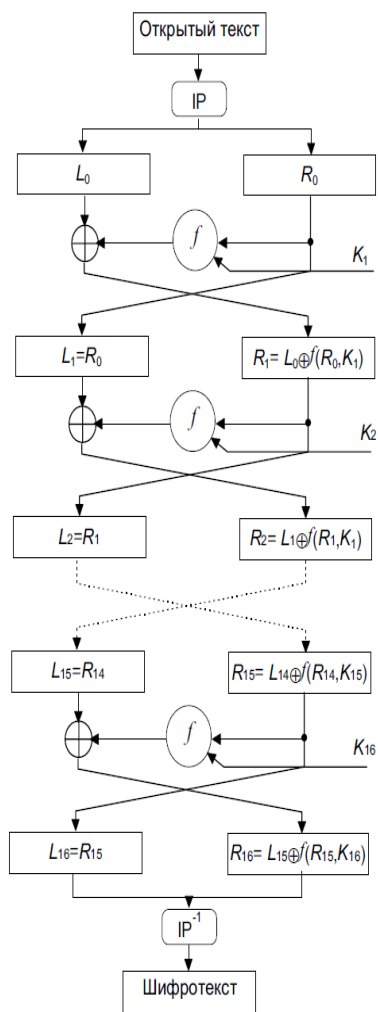 Открытый текст
IP
L₀
R₀
f
K₁
L₁=R₀
R₁= L₀⊕f(R₀,K₁)
f
K₂
L₂=R₁
R₂= L₁⊕f(R₁,K₁)
L₁₅=R₁₄
R₁₅= L₁₄⊕f(R₁₄,K₁₅)
f
K₁₆
L₁₆=R₁₅
R₁₆= L₁₅⊕f(R₁₅,K₁₆)
IP⁻¹
Шифротекст